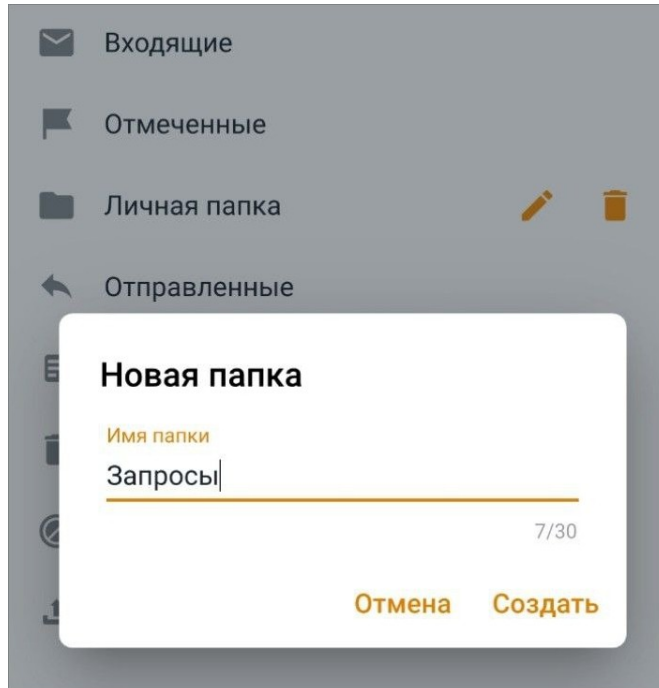 Входящие
Отмеченные
Личная папка
Отправленные
Новая папка
Имя папки
Запросы
7/30
Отмена Создать